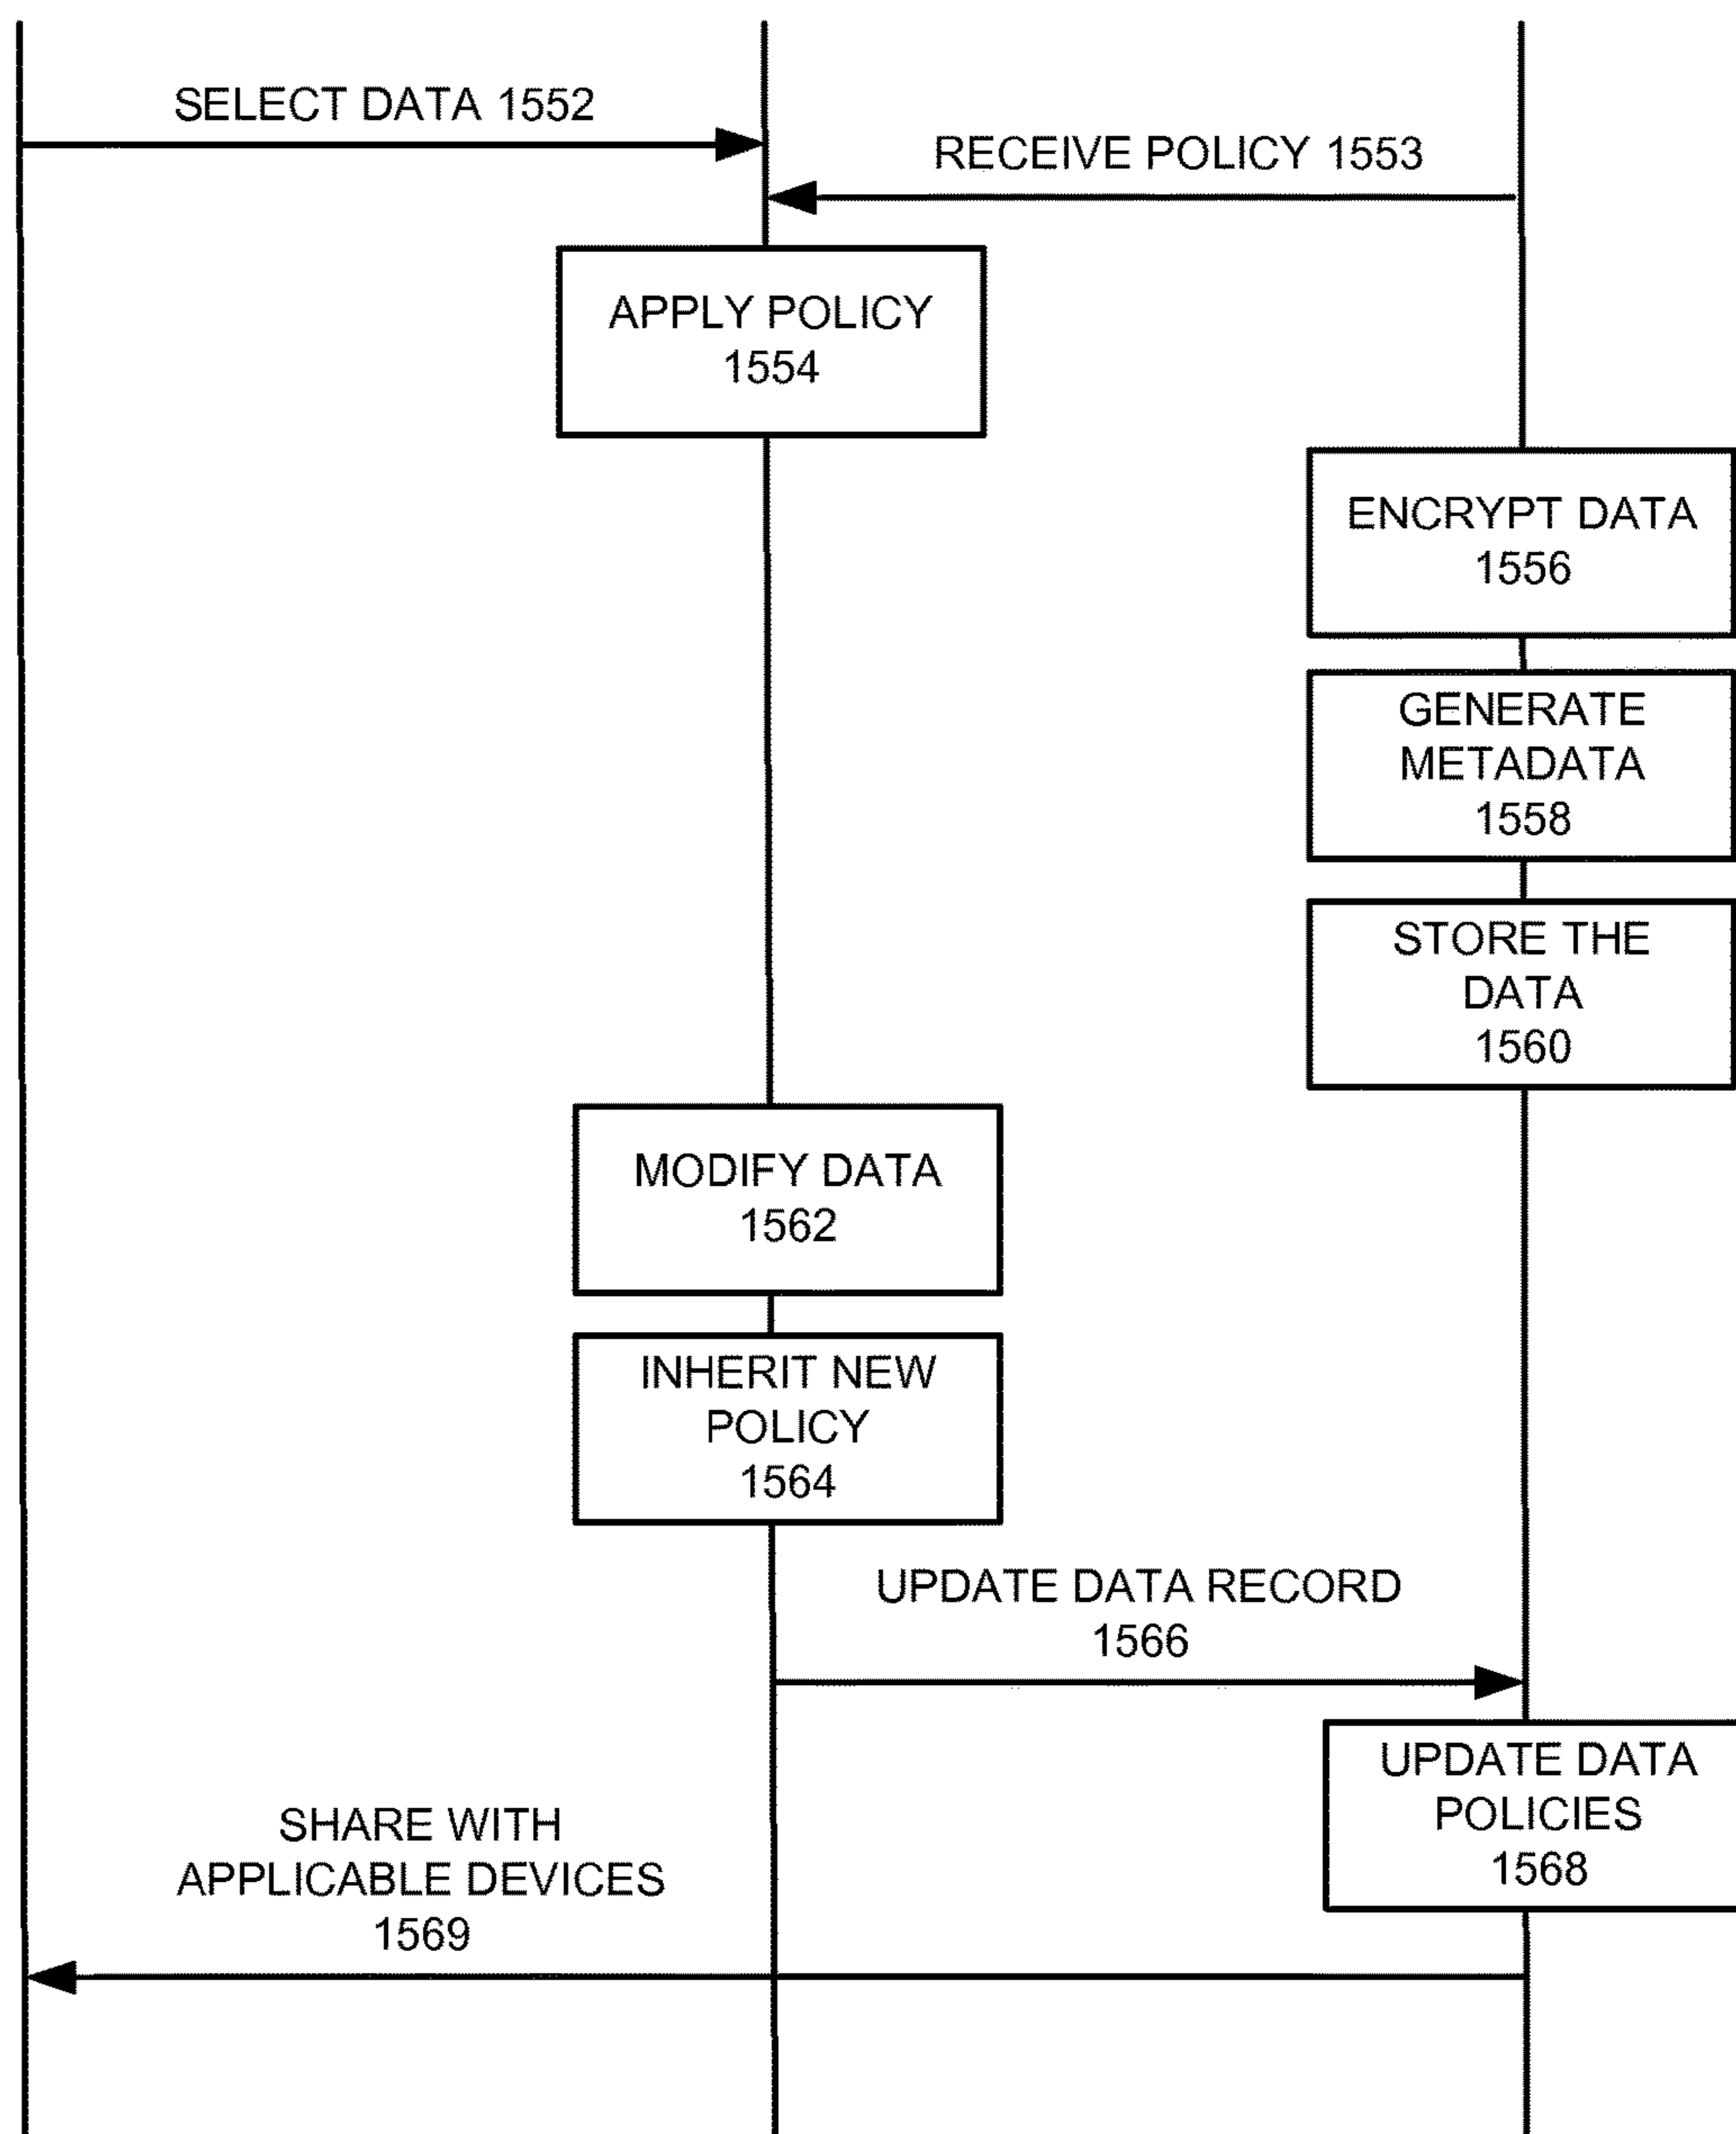 SELECT DATA 1552
RECEIVE POLICY 1553
APPLY POLICY
1554
ENCRYPT DATA
1556
GENERATE
METADATA
1558
STORE THE
DATA
1560
MODIFY DATA
1562
INHERIT NEW
POLICY
1564
UPDATE DATA RECORD
1566
UPDATE DATA
POLICIES
1568
SHARE WITH
APPLICABLE DEVICES
1569